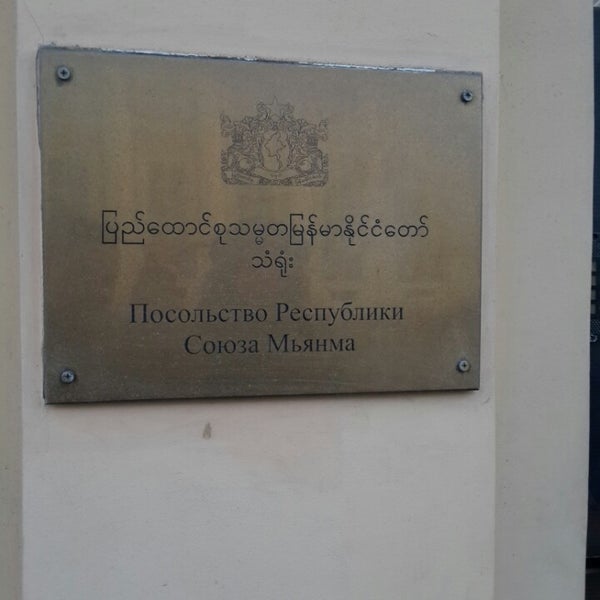 ပြည်ထောင်စုသမ္မတမြန်မာနိုင်ငံတော်
သံရုံး
Посольство Республики
Союза Мьянма